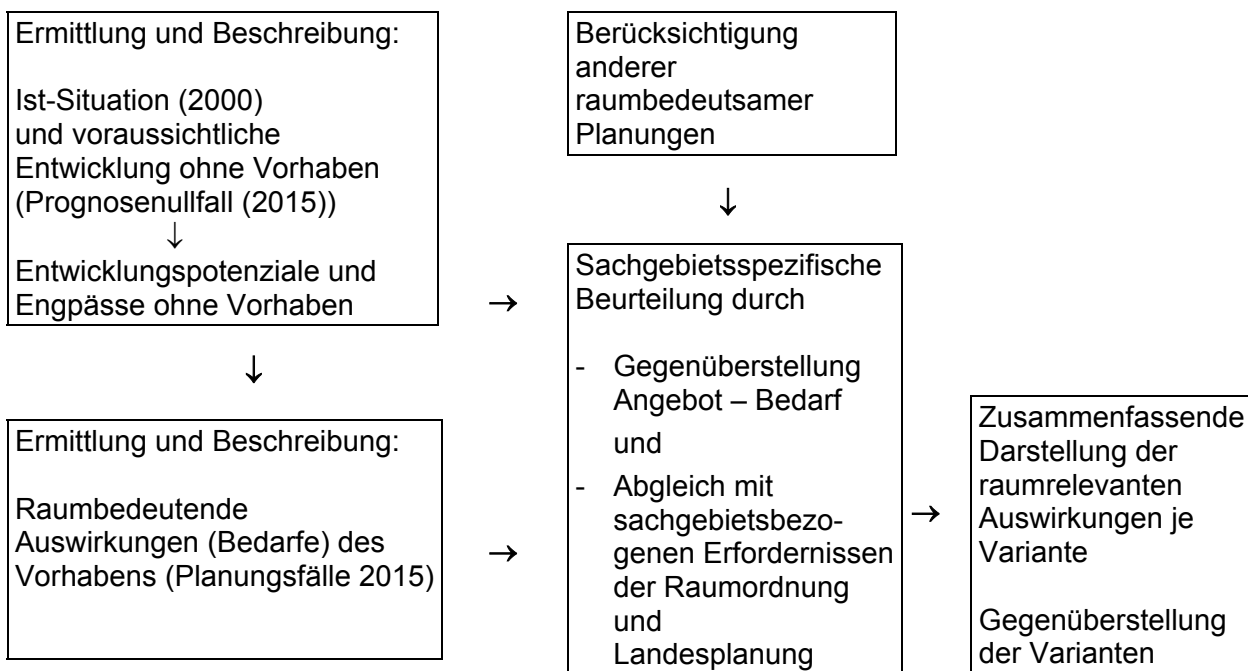 Ermittlung und Beschreibung:
Ist-Situation (2000)
und voraussichtliche
Entwicklung ohne Vorhaben
(Prognosenullfall (2015))
↓
Entwicklungspotenziale und
Engpässe ohne Vorhaben
→
↓
Ermittlung und Beschreibung:
Raumbedeutende
Auswirkungen (Bedarfe) des
Vorhabens (Planungsfälle 2015)
→
Berücksichtigung
anderer
raumbedeutsamer
Planungen
↓
Sachgebietsspezifische
Beurteilung durch
- Gegenüberstellung
Angebot – Bedarf
und
- Abgleich mit
sachgebietsbezo-
genen Erfordernissen
der Raumordnung
und
Landesplanung
→
Zusammenfassende
Darstellung der
raumrelevanten
Auswirkungen je
Variante
Gegenüberstellung
der Varianten